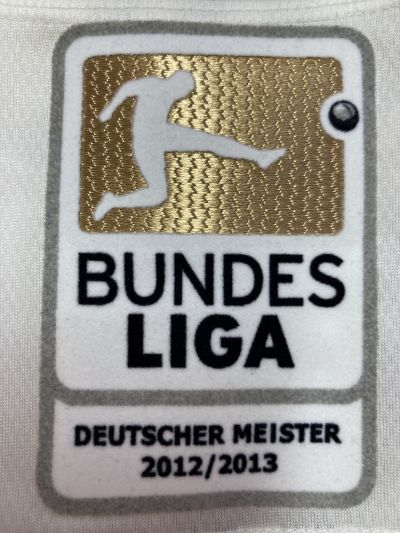 BUNDES
LIGA
DEUTSCHER MEISTER
2012/2013